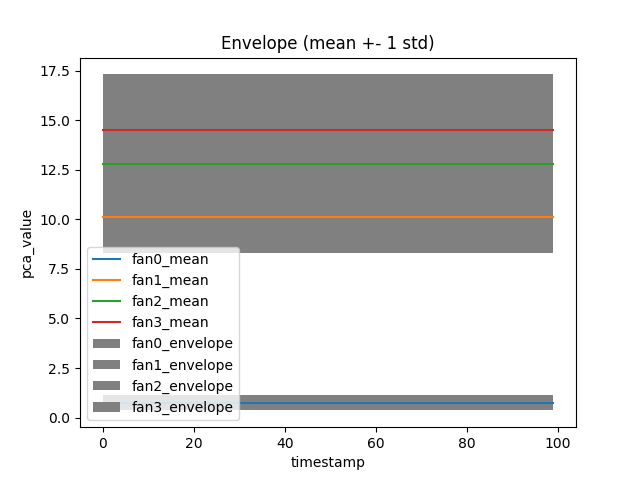 Envelope (mean +- 1 std)
17.5
15.0
12.5
10.0
7.5
5.0
2.5
0.0
pca_value
fan0_mean
fan1_mean
fan2_mean
fan3_mean
fan0_envelope
fan1_envelope
fan2_envelope
fan3_envelope
0 20 40 60 80 100
timestamp